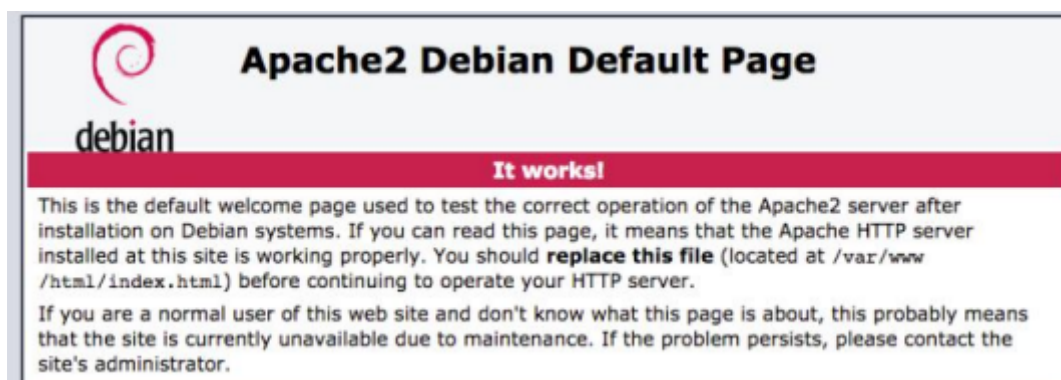 Apache2 Debian Default Page
debian
It works!
This is the default welcome page used to test the correct operation of the Apache2 server after
installation on Debian systems. If you can read this page, it means that the Apache HTTP server
installed at this site is working properly. You should replace this file (located at /var/www
/html/index.html) before continuing to operate your HTTP server.
If you are a normal user of this web site and don't know what this page is about, this probably means
that the site is currently unavailable due to maintenance. If the problem persists, please contact the
site's administrator.